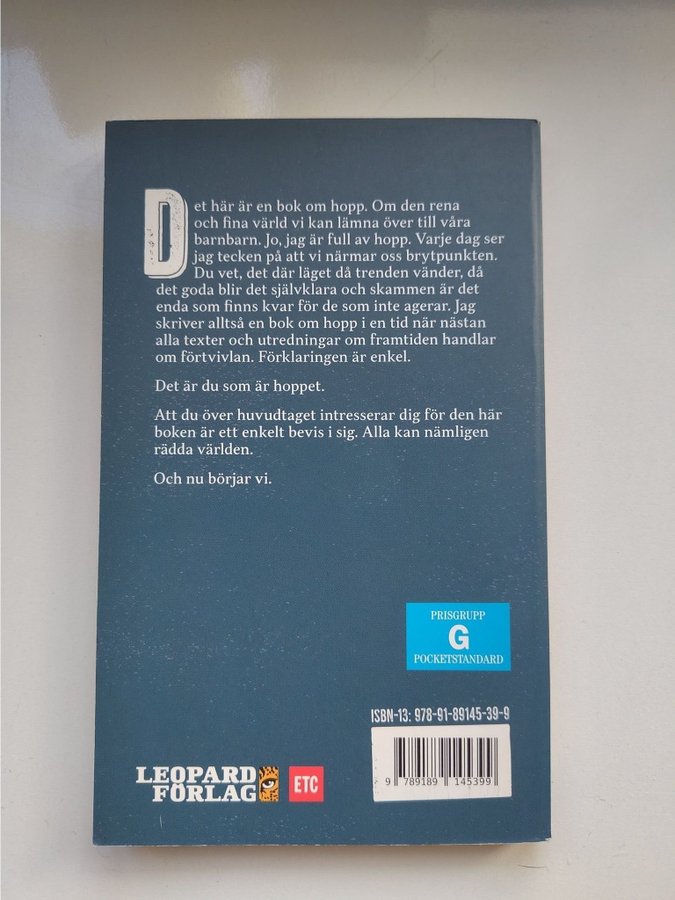 Det här är en bok om hopp. Om den rena
och fina värld vi kan lämna över till våra
barnbarn. Jo, jag är full av hopp. Varje dag ser
jag tecken på att vi närmar oss brytpunkten.
Du vet, det där läget då trenden vänder, då
det goda blir det självklara och skammen är det
enda som finns kvar för de som inte agerar. Jag
skriver alltså en bok om hopp i en tid när nästan
alla texter och utredningar om framtiden handlar
om förtvivlan. Förklaringen är enkel.
Det är du som är hoppet.
Att du över huvudtaget intresserar dig för den här
boken är ett enkelt bevis i sig. Alla kan nämligen
rädda världen.
Och nu börjar vi.
PRISGRUPP
G
POCKETSTANDARD
ISBN-13: 978-91-89145-39-9
9 789189 145399
LEOPARD
FÖRLAG
ETC